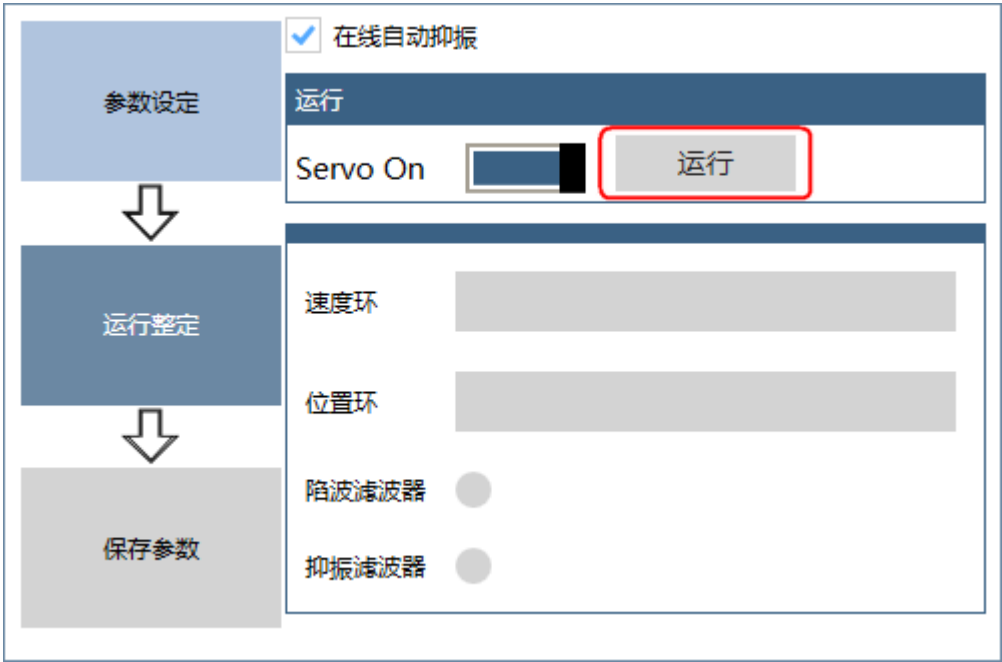 在线自动抑振
参数设定
运行
Servo On
运行
运行整定
速度环
位置环
陷波滤波器
保存参数
抑振滤波器